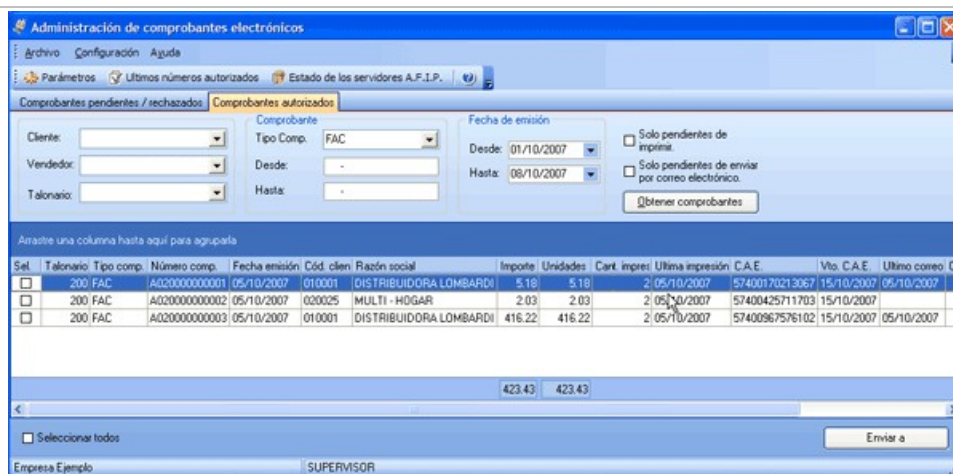 Administración de comprobantes electrónicos
Archivo Configuración Ayuda
Parámetros Ultimos números autorizados Estado de los servidores A.F.I.P.
Comprobantes pendientes / rechazados Comprobantes autorizados
Cliente:
Vendedor:
Talonario:
Comprobante
Tipo Comp. FAC
Desde: -
Hasta: -
Fecha de emisión
Desde: 01/10/2007
Hasta: 08/10/2007
Solo pendientes de
imprimir.
Solo pendientes de enviar
por correo electrónico.
Obtener comprobantes
Arrastre una columna hasta aquí para agruparla
Sel. Talonario Tipo comp. Número comp. Fecha emisión Cód. clien Razón social Importe Unidades Cant. impres Ultima impresión C.A.E. Vto. C.A.E. Ultimo correo
200 FAC A020000000001 05/10/2007 010001 DISTRIBUIDORA LOMBARDI 5.18 5.18 2 05/10/2007 57400170213067 15/10/2007 05/10/2007
200 FAC A020000000002 05/10/2007 020025 MULTI - HOGAR 2.03 2.03 2 05/10/2007 57400425711703 15/10/2007
200 FAC A020000000003 05/10/2007 010001 DISTRIBUIDORA LOMBARDI 416.22 416.22 2 05/10/2007 57400967576102 15/10/2007 05/10/2007
423.43 423.43
Seleccionar todos
Enviar a
Empresa Ejemplo SUPERVISOR